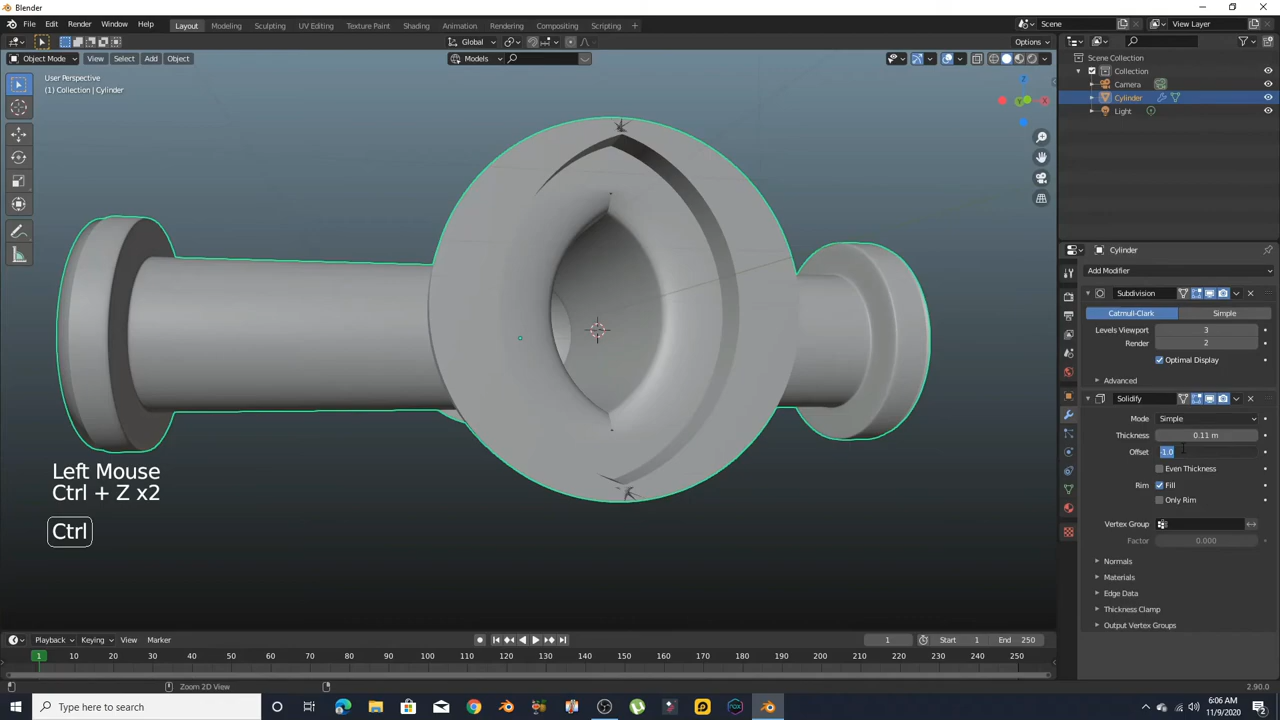 Blender
File Edit Render Window Help Layout Modeling Sculpting UV Editing Texture Paint Shading Animation Rendering Compositing Scripting + Scene View Layer
Global Options
Object Mode View Select Add Object Models
User Perspective
(1) Collection | Cylinder
Z
X
Y
Scene Collection
Collection
Camera
Cylinder
Light
Cylinder
Add Modifier
Subdivision
Catmull-Clark Simple
Levels Viewport 3
Render 2
Optimal Display
Advanced
Solidify
Mode Simple
Thickness 0.11 m
Offset -1.0
Even Thickness
Rim Fill
Only Rim
Vertex Group
Factor 0.000
Normals
Materials
Edge Data
Thickness Clamp
Output Vertex Groups
Left Mouse
Ctrl + Z x2
Ctrl
Playback Keying View Marker 1 Start 1 End 250
1 10 20 30 40 50 60 70 80 90 100 110 120 130 140 150 160 170 180 190 200 210 220 230 240 250
Zoom 2D View 2.90.0
Type here to search
6:06 AM
11/9/2020
2